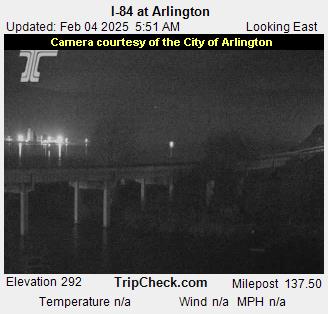 I-84 at Arlington
Updated: Feb 04 2025 5:51 AM Looking East
Camera courtesy of the City of Arlington
Elevation 292 TripCheck.com Milepost 137.50
Temperature n/a Wind n/a MPH n/a